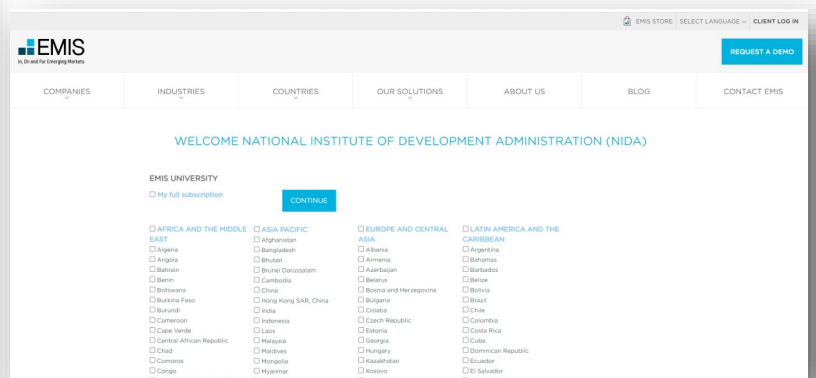 EMIS STORE SELECT LANGUAGE CLIENT LOG IN
EMIS
In, On and For Emerging Markets
REQUEST A DEMO
COMPANIES INDUSTRIES COUNTRIES OUR SOLUTIONS ABOUT US BLOG CONTACT EMIS
WELCOME NATIONAL INSTITUTE OF DEVELOPMENT ADMINISTRATION (NIDA)
EMIS UNIVERSITY
My full subscription
CONTINUE
AFRICA AND THE MIDDLE
EAST
Algeria
Angola
Bahrain
Benin
Botswana
Burkina Faso
Burundi
Cameroon
Cape Verde
Central African Republic
Chad
Comoros
Congo
ASIA PACIFIC
Afghanistan
Bangladesh
Bhutan
Brunei Darussalam
Cambodia
China
Hong Kong SAR, China
India
Indonesia
Laos
Malaysia
Maldives
Mongolia
Myanmar
EUROPE AND CENTRAL
ASIA
Albania
Armenia
Azerbaijan
Belarus
Bosnia and Herzegovina
Bulgaria
Croatia
Czech Republic
Estonia
Georgia
Hungary
Kazakhstan
Kosovo
LATIN AMERICA AND THE
CARIBBEAN
Argentina
Bahamas
Barbados
Belize
Bolivia
Brazil
Chile
Colombia
Costa Rica
Cuba
Dominican Republic
Ecuador
El Salvador